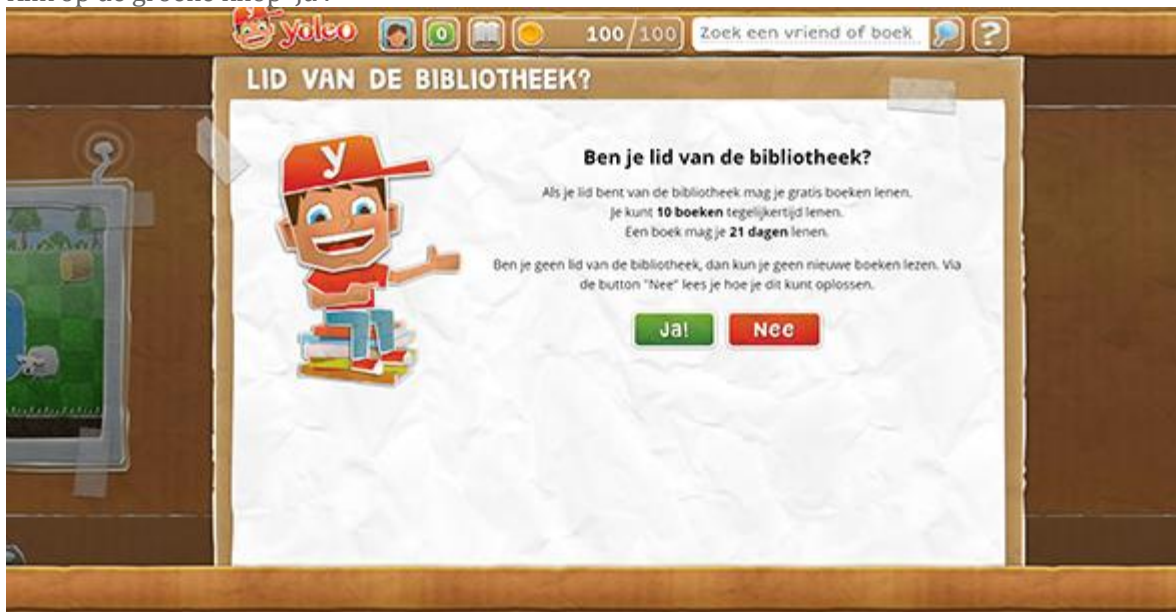 yoleo 0 100/100 Zoek een vriend of boek ?
LID VAN DE BIBLIOTHEEK?
y
Ben je lid van de bibliotheek?
Als je lid bent van de bibliotheek mag je gratis boeken lenen.
Je kunt 10 boeken tegelijkertijd lenen.
Een boek mag je 21 dagen lenen.
Ben je geen lid van de bibliotheek, dan kun je geen nieuwe boeken lezen. Via
de button "Nee" lees je hoe je dit kunt oplossen.
Ja! Nee